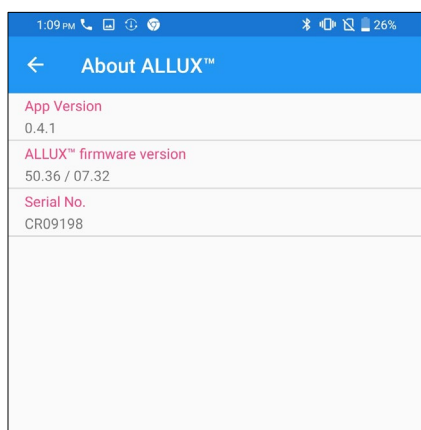 1:09 PM 26%
About ALLUX™
App Version
0.4.1
ALLUX™ firmware version
50.36 / 07.32
Serial No.
CR09198